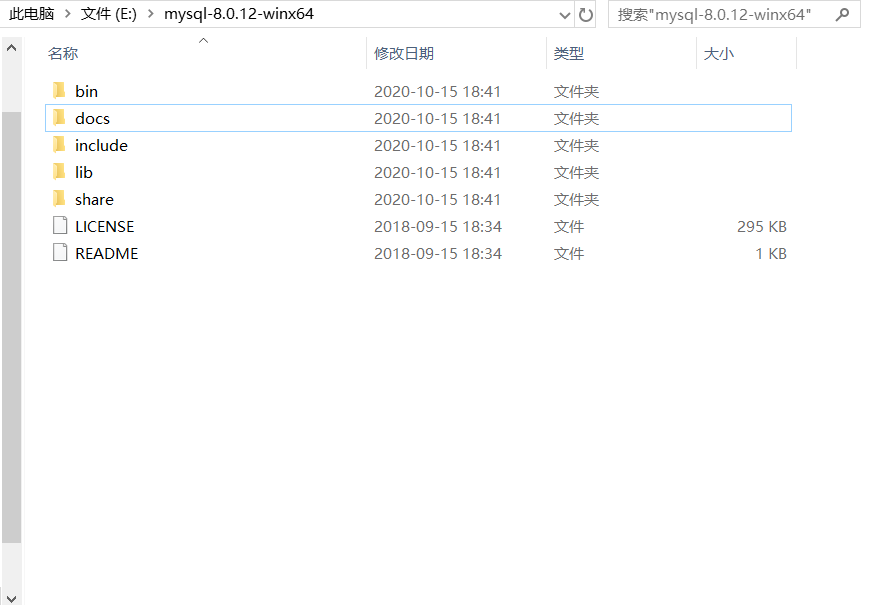 此电脑 文件 (E:) mysql-8.0.12-winx64 搜索"mysql-8.0.12-winx64"
名称 修改日期 类型 大小
bin 2020-10-15 18:41 文件夹
docs 2020-10-15 18:41 文件夹
include 2020-10-15 18:41 文件夹
lib 2020-10-15 18:41 文件夹
share 2020-10-15 18:41 文件夹
LICENSE 2018-09-15 18:34 文件 295 KB
README 2018-09-15 18:34 文件 1 KB